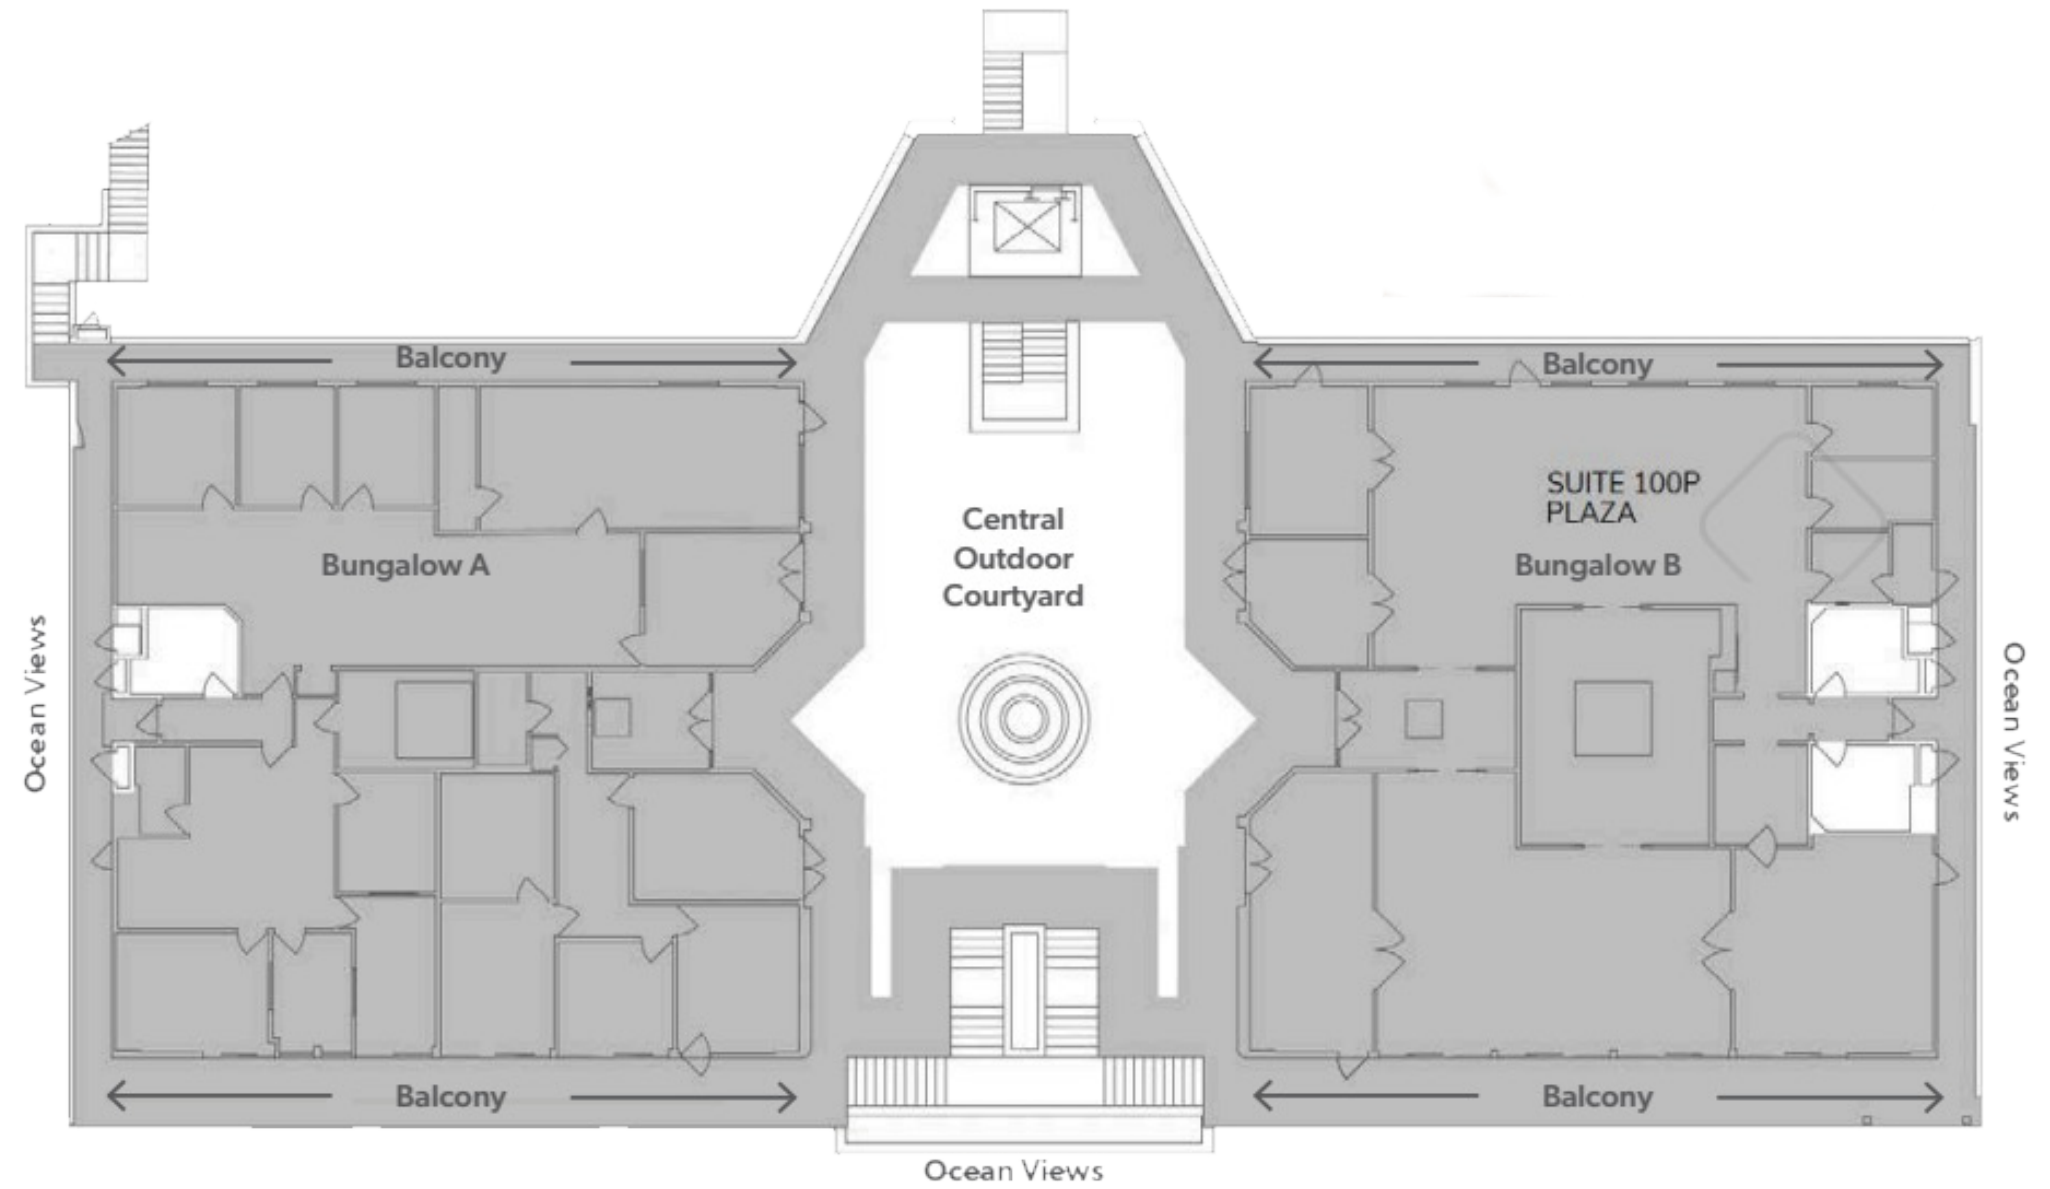 Balcony
Balcony
SUITE 100P
PLAZA
Central
Outdoor
Courtyard
Bungalow A
Bungalow B
Ocean Views
Ocean Views
Balcony
Balcony
Ocean Views